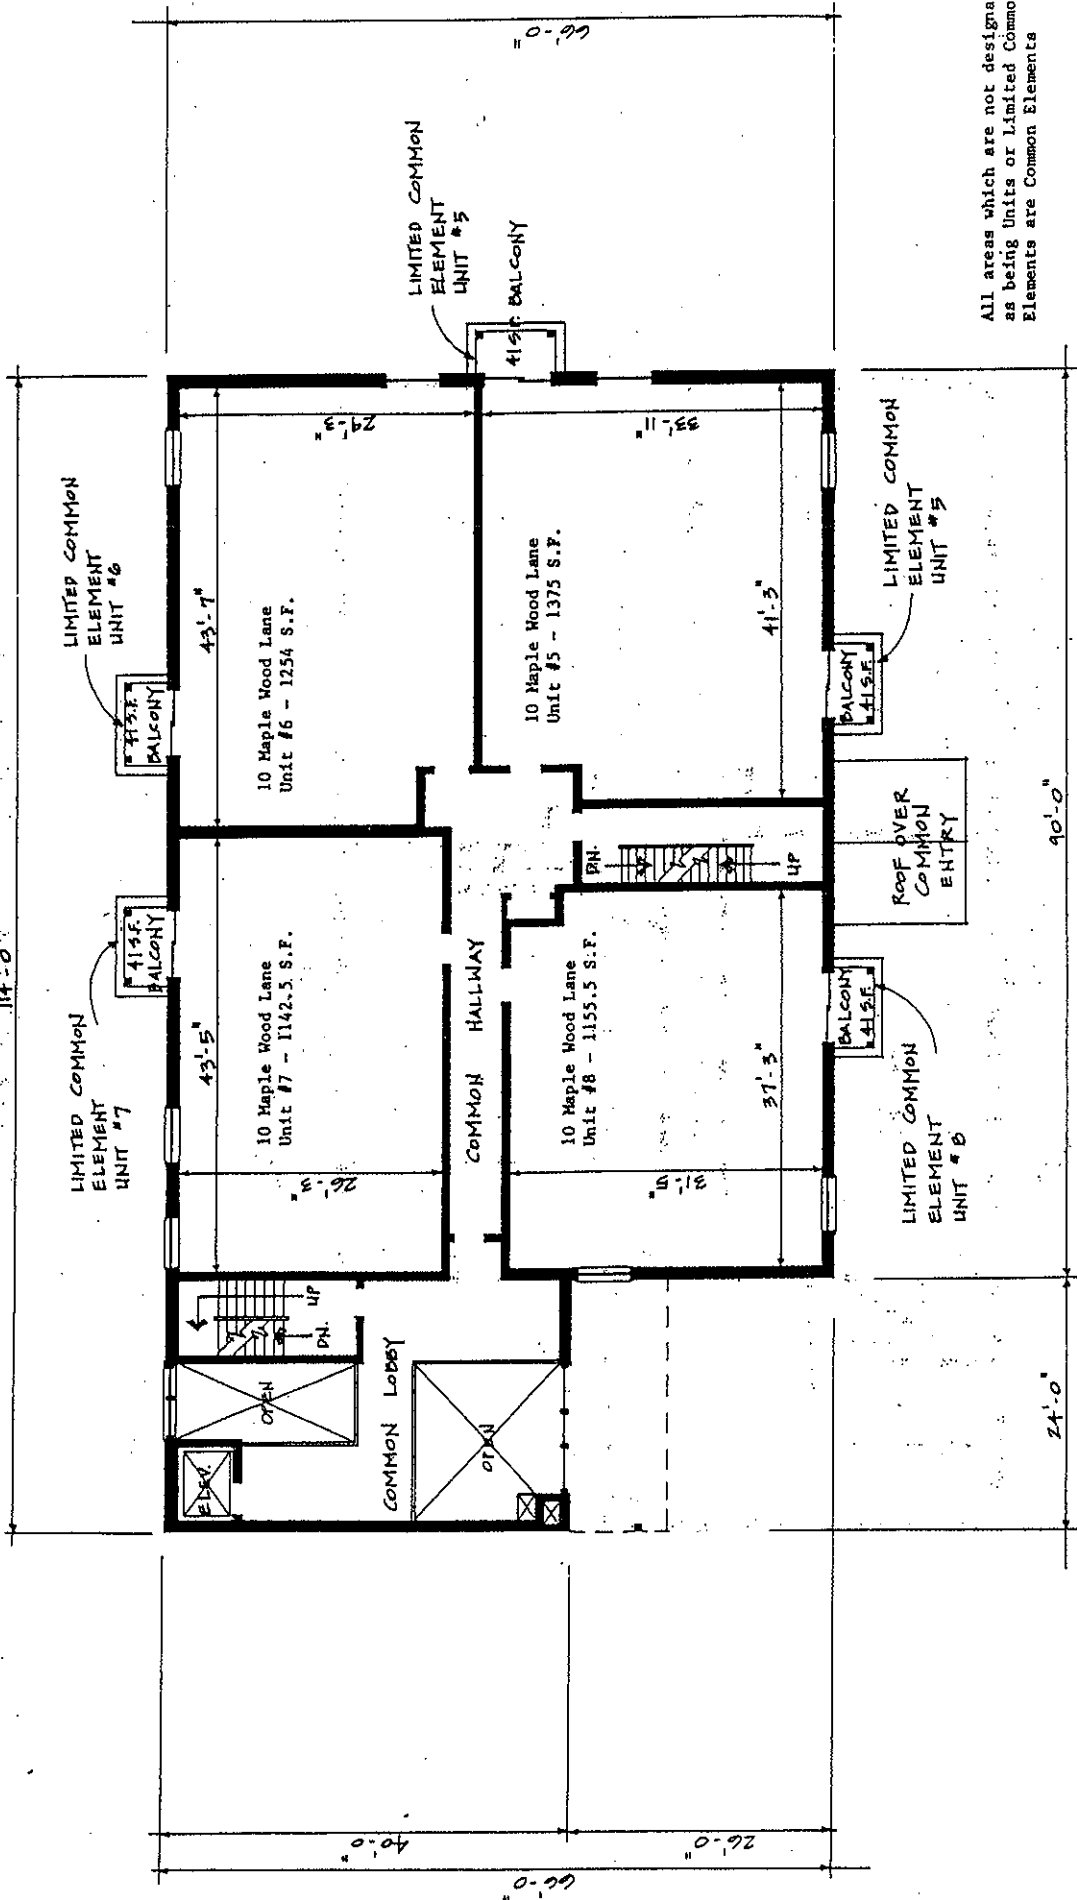 114'-0"
LIMITED COMMON
ELEMENT
UNIT #7
LIMITED COMMON
ELEMENT
UNIT #6
41 S.F.
BALCONY
41 S.F.
BALCONY
43'-5"
43'-7"
10 Maple Wood Lane
Unit #7 - 1142.5 S.F.
10 Maple Wood Lane
Unit #6 - 1254 S.F.
26'-3"
29'-3"
LIMITED COMMON
ELEMENT
UNIT #5
41 S.F. BALCONY
UP
DN.
OPEN
ELEV.
COMMON LOBBY
OPEN
COMMON HALLWAY
10 Maple Wood Lane
Unit #8 - 1155.5 S.F.
10 Maple Wood Lane
Unit #5 - 1375 S.F.
31'-5"
33'-11"
37'-3"
41'-3"
DN.
UP
BALCONY
41 S.F.
ROOF OVER
COMMON
ENTRY
BALCONY
41 S.F.
LIMITED COMMON
ELEMENT
UNIT #8
LIMITED COMMON
ELEMENT
UNIT #5
24'-0"
90'-0"
40'-0"
26'-0"
66'-0"
66'-0"
All areas which are not designa
as being Units or Limited Commo
Elements are Common Elements